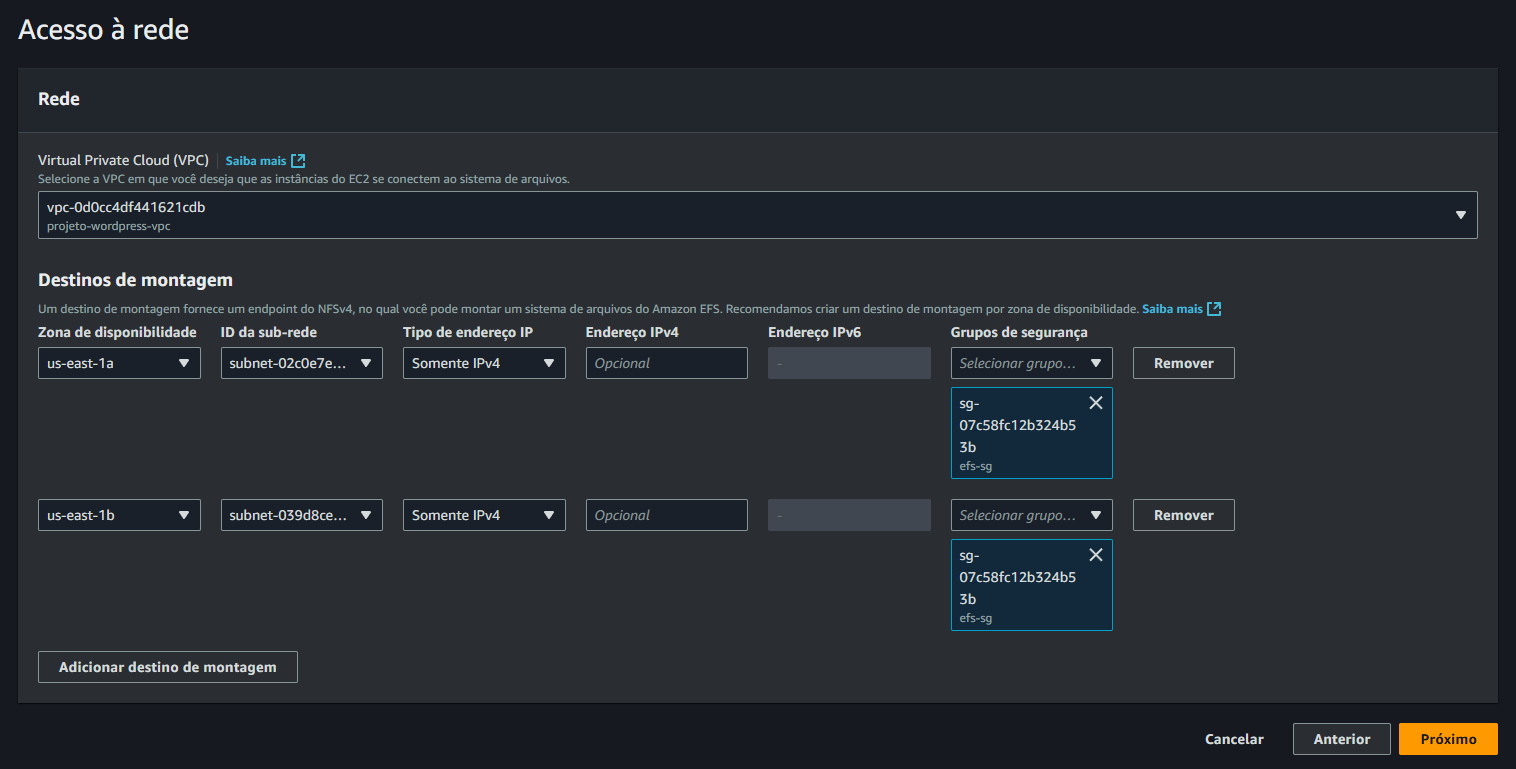 Acesso à rede
Rede
Virtual Private Cloud (VPC) Saiba mais
Selecione a VPC em que você deseja que as instâncias do EC2 se conectem ao sistema de arquivos.
vpc-0d0cc4df441621cdb
projeto-wordpress-vpc
Destinos de montagem
Um destino de montagem fornece um endpoint do NFSv4, no qual você pode montar um sistema de arquivos do Amazon EFS. Recomendamos criar um destino de montagem por zona de disponibilidade. Saiba mais
Zona de disponibilidade ID da sub-rede Tipo de endereço IP Endereço IPv4 Endereço IPv6 Grupos de segurança
us-east-1a subnet-02c0e7e... Somente IPv4 Opcional - Selecionar grupo... Remover
sg-
07c58fc12b324b5
3b
efs-sg
us-east-1b subnet-039d8ce... Somente IPv4 Opcional - Selecionar grupo... Remover
sg-
07c58fc12b324b5
3b
efs-sg
Adicionar destino de montagem
Cancelar Anterior Próximo